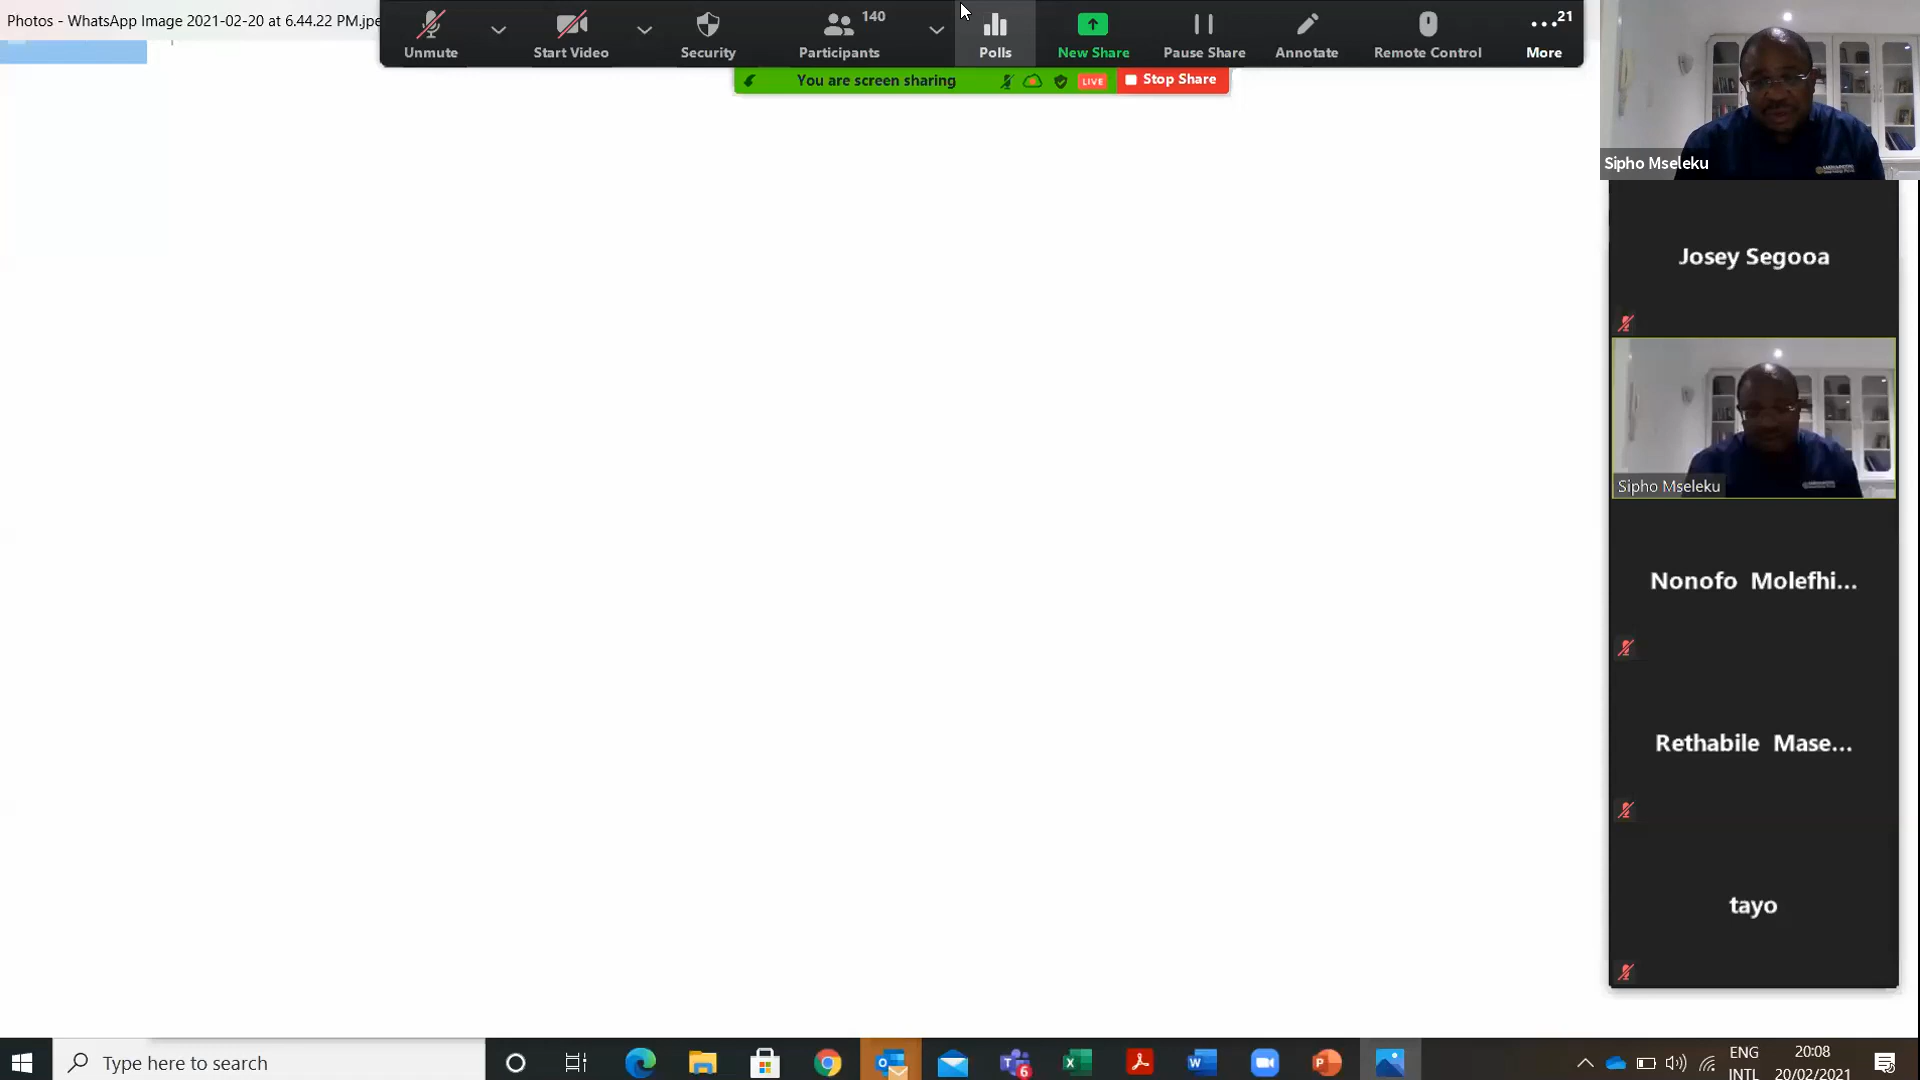 Photos - WhatsApp Image 2021-02-20 at 6.44.22 PM.jpe
140
21
Unmute
Start Video
Security
Participants
Polls
New Share
Pause Share
Annotate
Remote Control
More
You are screen sharing
LIVE
Stop Share
Sipho Mseleku
Josey Segooa
Sipho Mseleku
Nonofo Molefhi...
Rethabile Mase...
tayo
Type here to search
6
ENG
INTL
20:08
20/02/2021